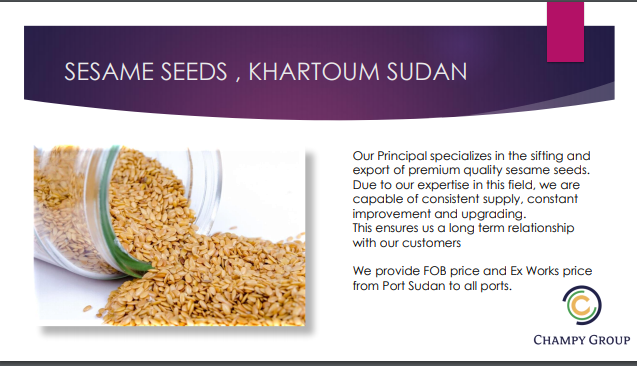 SESAME SEEDS , KHARTOUM SUDAN
Our Principal specializes in the sifting and
export of premium quality sesame seeds.
Due to our expertise in this field, we are
capable of consistent supply, constant
improvement and upgrading.
This ensures us a long term relationship
with our customers
We provide FOB price and Ex Works price
from Port Sudan to all ports.
C
CHAMPY GROUP